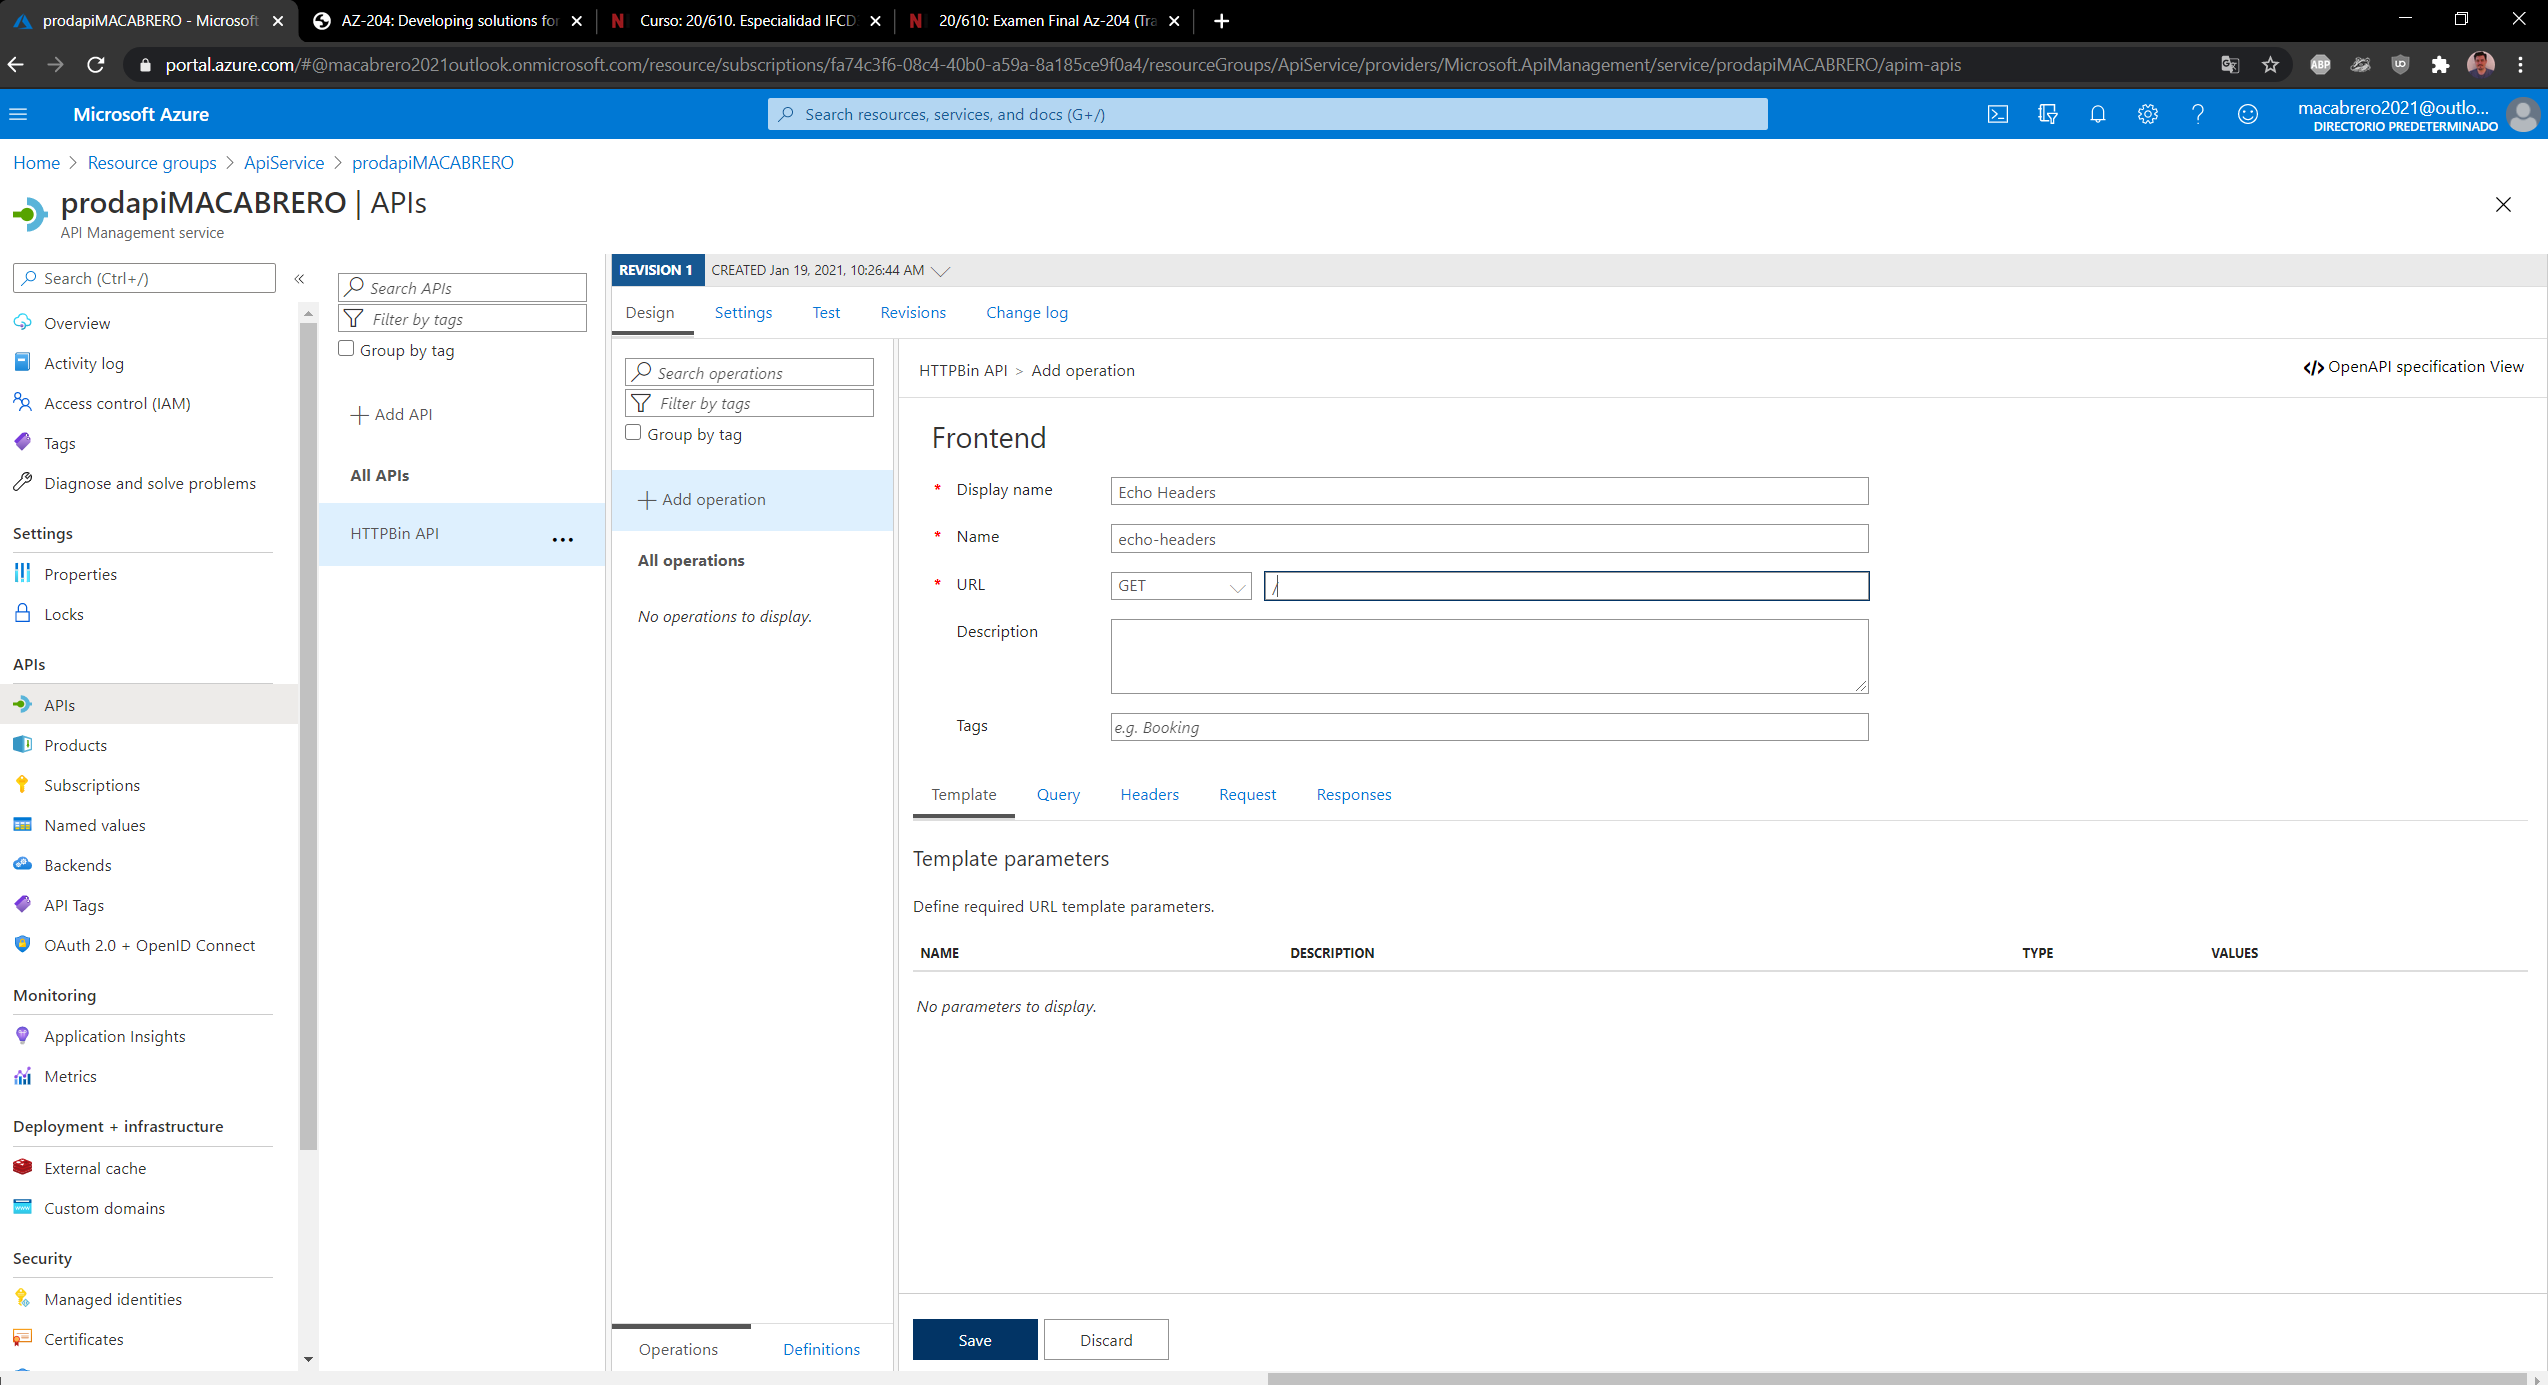 prodapiMACABRERO - Microsoft
AZ-204: Developing solutions for
Curso: 20/610. Especialidad IFCD
20/610: Examen Final Az-204 (Tra
portal.azure.com/#@macabrero2021outlook.onmicrosoft.com/resource/subscriptions/fa74c3f6-08c4-40b0-a59a-8a185ce9f0a4/resourceGroups/ApiService/providers/Microsoft.ApiManagement/service/prodapiMACABRERO/apim-apis
ABP
Microsoft Azure
Search resources, services, and docs (G+/)
macabrero2021@outlo...
DIRECTORIO PREDETERMINADO
Home > Resource groups > ApiService > prodapiMACABRERO
prodapiMACABRERO | APIs
API Management service
Search (Ctrl+/)
«
Overview
Activity log
Access control (IAM)
Tags
Diagnose and solve problems
Settings
Properties
Locks
APIs
APIs
Products
Subscriptions
Named values
Backends
API Tags
OAuth 2.0 + OpenID Connect
Monitoring
Application Insights
Metrics
Deployment + infrastructure
External cache
Custom domains
Security
Managed identities
Certificates
Search APIs
Filter by tags
Group by tag
+ Add API
All APIs
HTTPBin API ...
REVISION 1 CREATED Jan 19, 2021, 10:26:44 AM
Design Settings Test Revisions Change log
Search operations
Filter by tags
Group by tag
+ Add operation
All operations
No operations to display.
Operations Definitions
HTTPBin API > Add operation
</> OpenAPI specification View
Frontend
* Display name Echo Headers
* Name echo-headers
* URL GET /
Description
Tags e.g. Booking
Template Query Headers Request Responses
Template parameters
Define required URL template parameters.
NAME DESCRIPTION TYPE VALUES
No parameters to display.
Save Discard